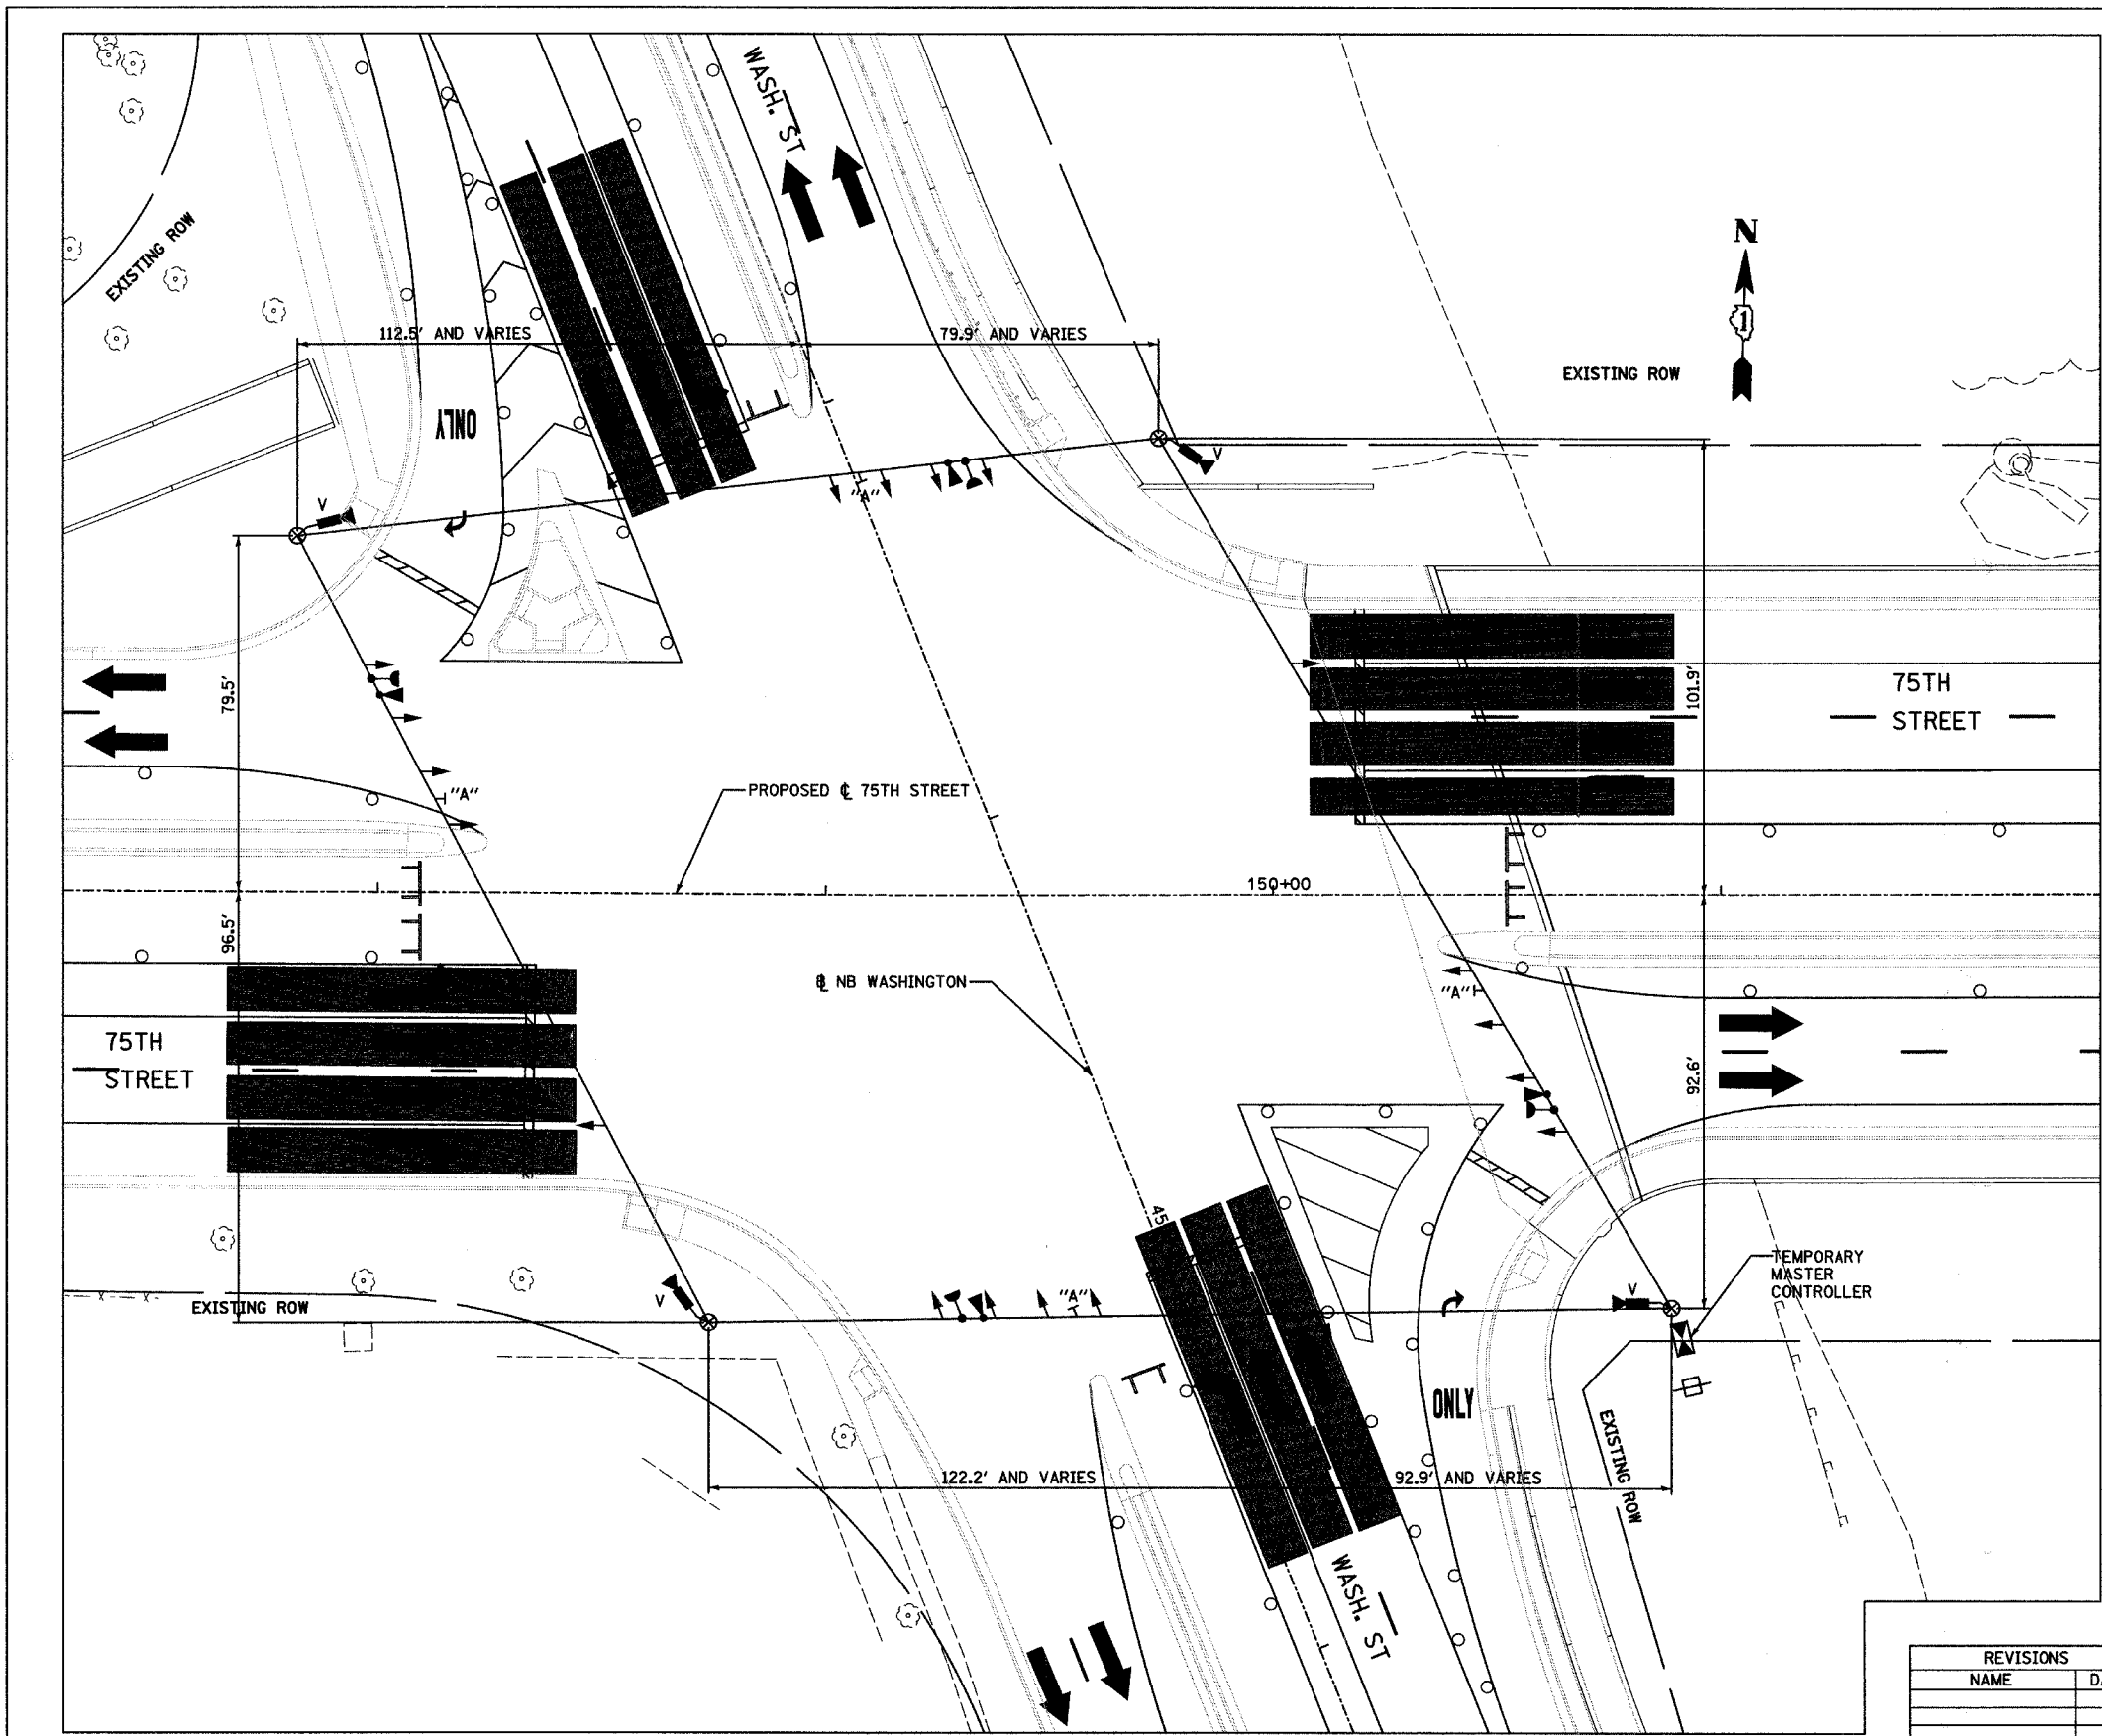 WASH. ST
EXISTING ROW
N
1
112.5' AND VARIES
79.9' AND VARIES
EXISTING ROW
ONLY
V
V
"A"
79.5'
101.9'
75TH
STREET
"A"
PROPOSED ℄ 75TH STREET
150+00
96.5'
"A"
B NB WASHINGTON
75TH
STREET
92.6'
45
TEMPORARY
MASTER
CONTROLLER
EXISTING ROW
V
"A"
V
ONLY
EXISTING ROW
122.2' AND VARIES
92.9' AND VARIES
WASH. ST
REVISIONS
NAME
DA